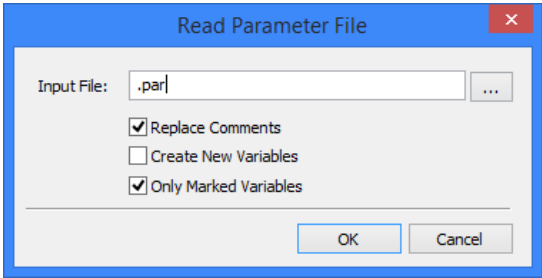 Read Parameter File
Input File: .par ...
Replace Comments
Create New Variables
Only Marked Variables
OK Cancel